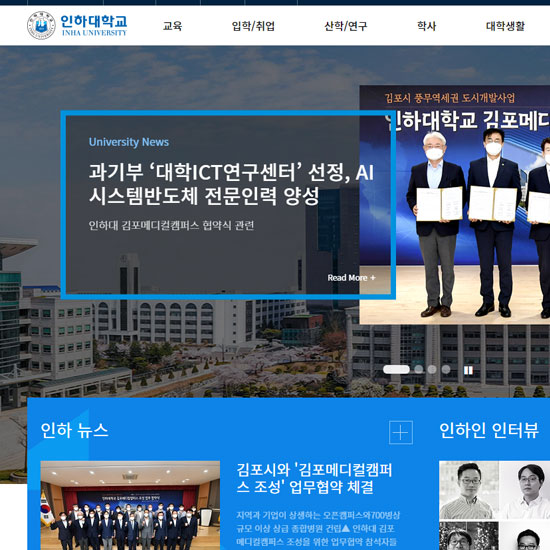 인하대학교
INHA UNIVERSITY
교육 입학/취업 산학/연구 학사 대학생활
김포시 풍무역세권 도시개발사업
인하대학교 김포메디
University News
과기부 ‘대학ICT연구센터’ 선정, AI
시스템반도체 전문인력 양성
인하대 김포메디컬캠퍼스 협약식 관련
Read More +
인하 뉴스
인하인 인터뷰
김포시와 '김포메디컬캠퍼
스 조성' 업무협약 체결
지역과 기업이 상생하는 오픈캠퍼스와700병상
규모 이상 상급 종합병원 건립▲ 인하대 김포
메디컬캠퍼스 조성을 위한 업무협약 참석자들